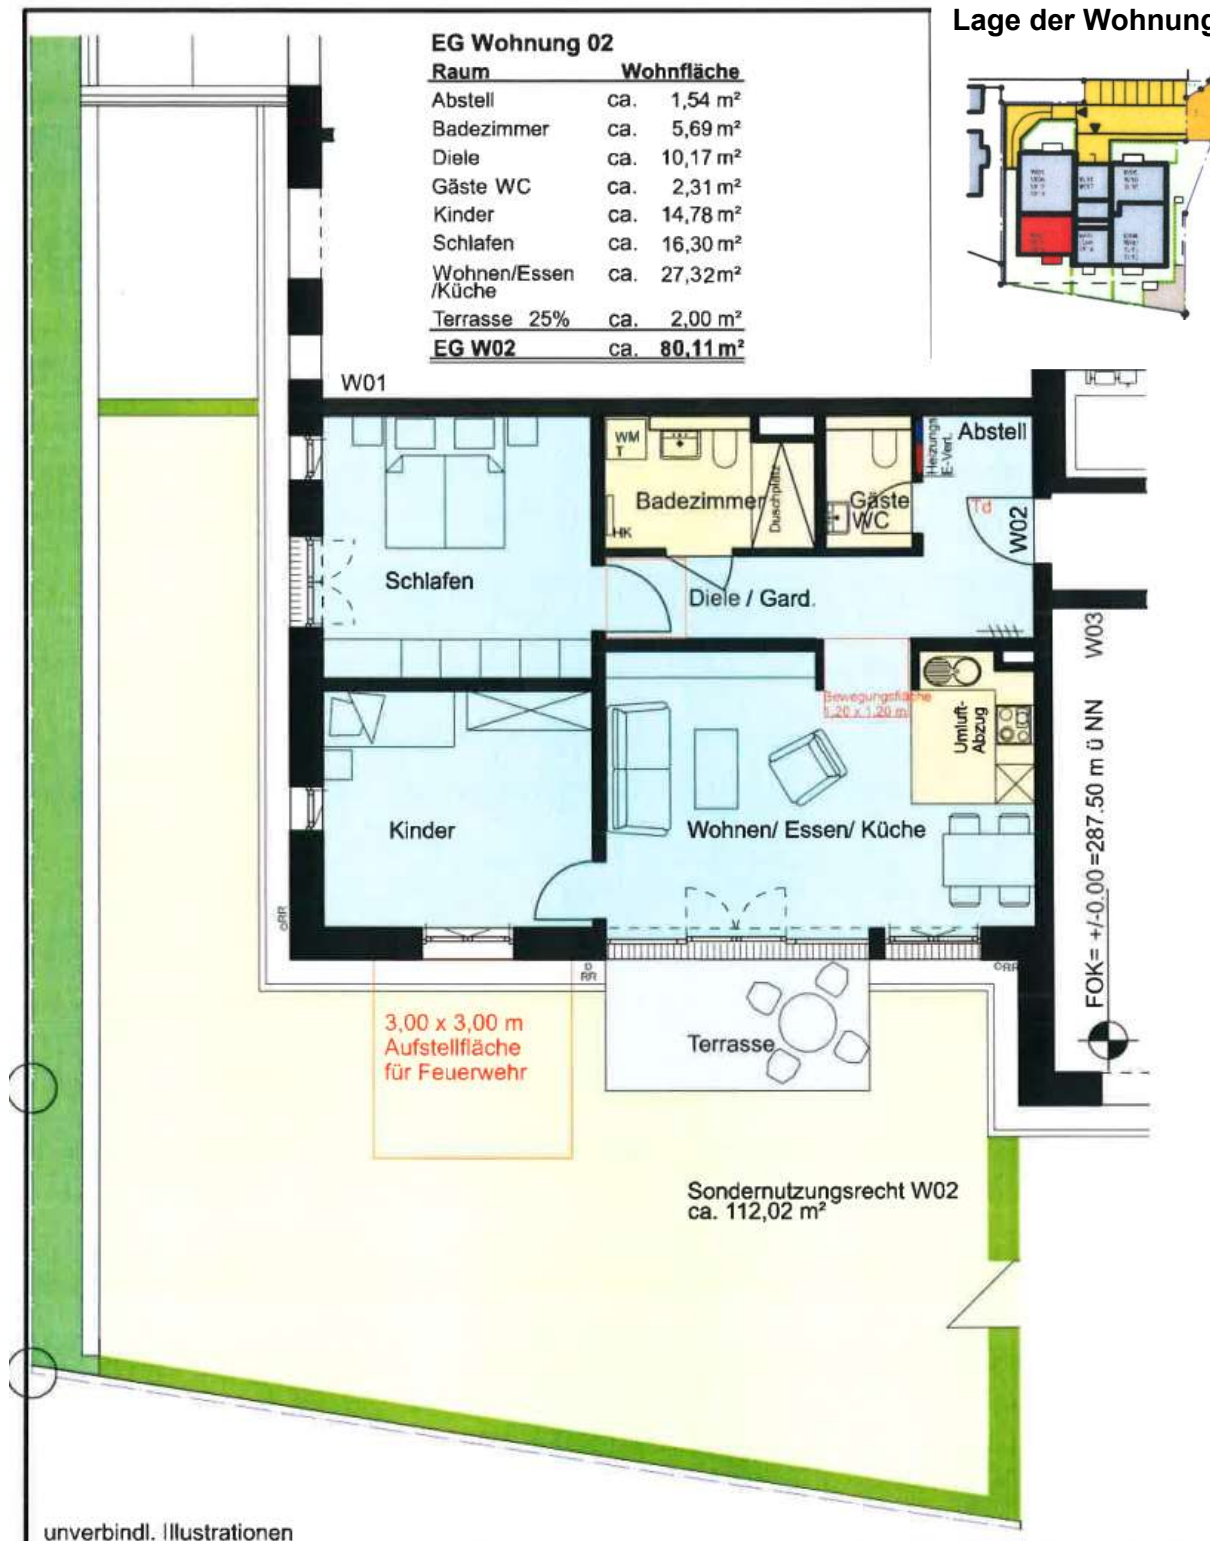 Lage der Wohnung
EG Wohnung 02
Raum Wohnfläche
Abstell ca. 1,54 m²
Badezimmer ca. 5,69 m²
Diele ca. 10,17 m²
Gäste WC ca. 2,31 m²
Kinder ca. 14,78 m²
Schlafen ca. 16,30 m²
Wohnen/Essen ca. 27,32 m²
/Küche
Terrasse 25% ca. 2,00 m²
EG W02 ca. 80,11 m²
W01
WM
T
Badezimmer
HK
Duschplatz
Gäste
WC
Heizungs
E-Verl.
Abstell
Td
W02
Schlafen
Diele / Gard.
W03
Bewegungsfläche
1,20 x 1,20 m
Umluft-
Abzug
Kinder
Wohnen/ Essen/ Küche
FOK= +/-0.00 =287.50 m ü NN
RR
RR
RR
3,00 x 3,00 m
Aufstellfläche
für Feuerwehr
Terrasse
Sondernutzungsrecht W02
ca. 112,02 m²
unverbindl. Illustrationen